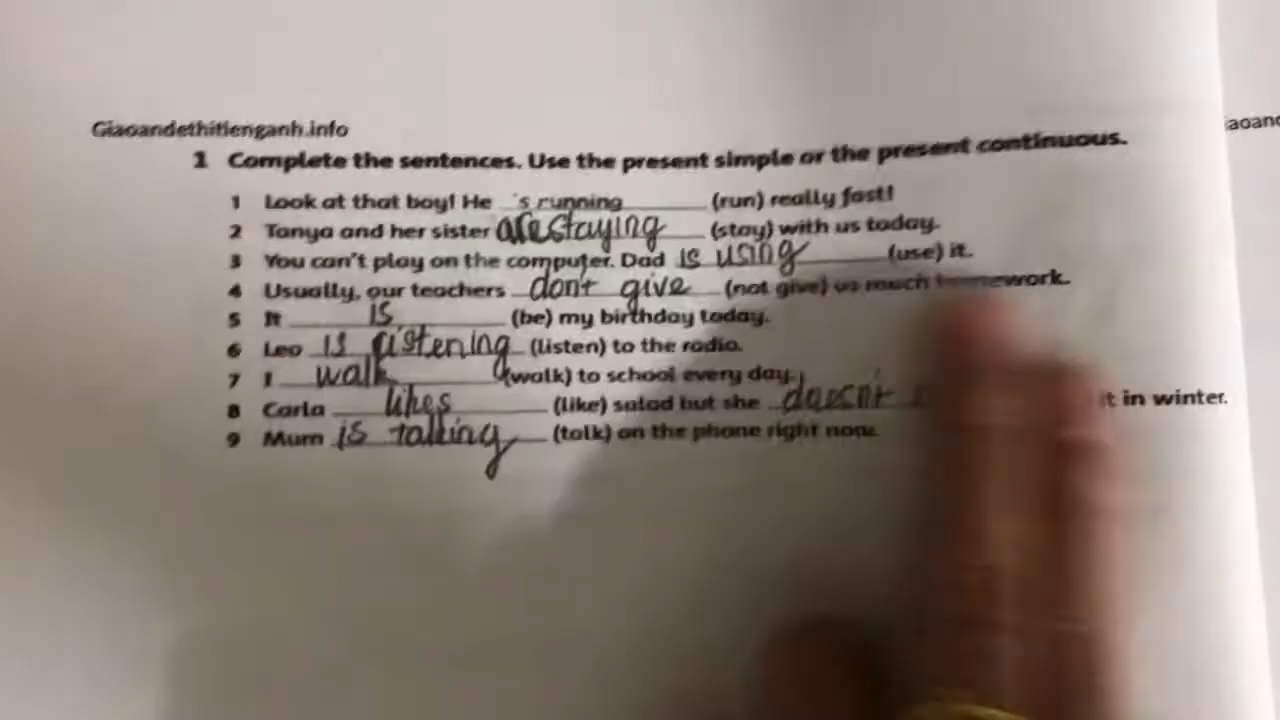 Giaoandethitienganh.info
iaoand
1 Complete the sentences. Use the present simple or the present continuous.
1 Look at that boy! He 's running (run) really fast!
2 Tanya and her sister are staying (stay) with us today.
3 You can't play on the computer. Dad is using (use) it.
4 Usually, our teachers don't give (not give) us much homework.
5 It is (be) my birthday today.
6 Leo is listening (listen) to the radio.
7 I walk (walk) to school every day.
8 Carla likes (like) salad but she doesn't it in winter.
9 Mum is talking (talk) on the phone right now.